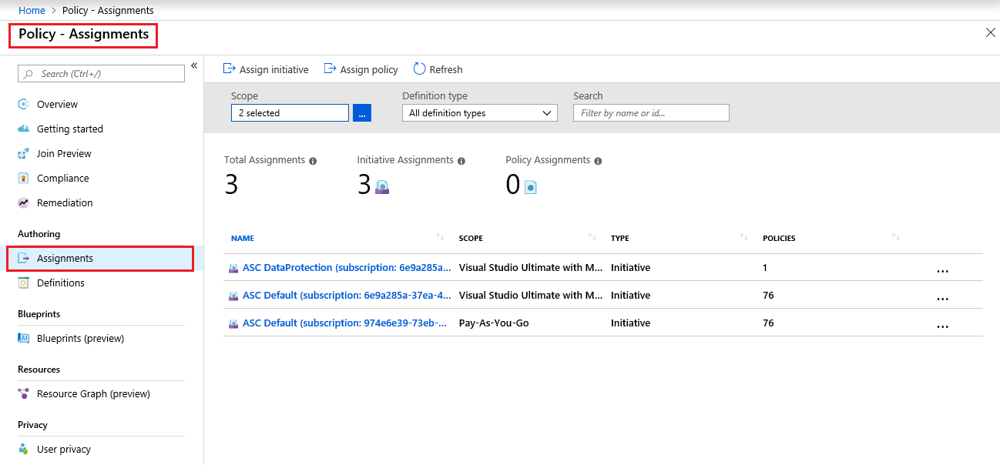 Home > Policy - Assignments
Policy - Assignments
Search (Ctrl+/)
«
Overview
Getting started
Join Preview
Compliance
Remediation
Authoring
Assignments
Definitions
Blueprints
Blueprints (preview)
Resources
Resource Graph (preview)
Privacy
User privacy
Assign initiative Assign policy Refresh
Scope Definition type Search
2 selected ... All definition types Filter by name or id...
Total Assignments Initiative Assignments Policy Assignments
3 3 0
NAME SCOPE TYPE POLICIES
ASC DataProtection (subscription: 6e9a285a... Visual Studio Ultimate with M... Initiative 1 ...
ASC Default (subscription: 6e9a285a-37ea-4... Visual Studio Ultimate with M... Initiative 76 ...
ASC Default (subscription: 974e6e39-73eb-... Pay-As-You-Go Initiative 76 ...